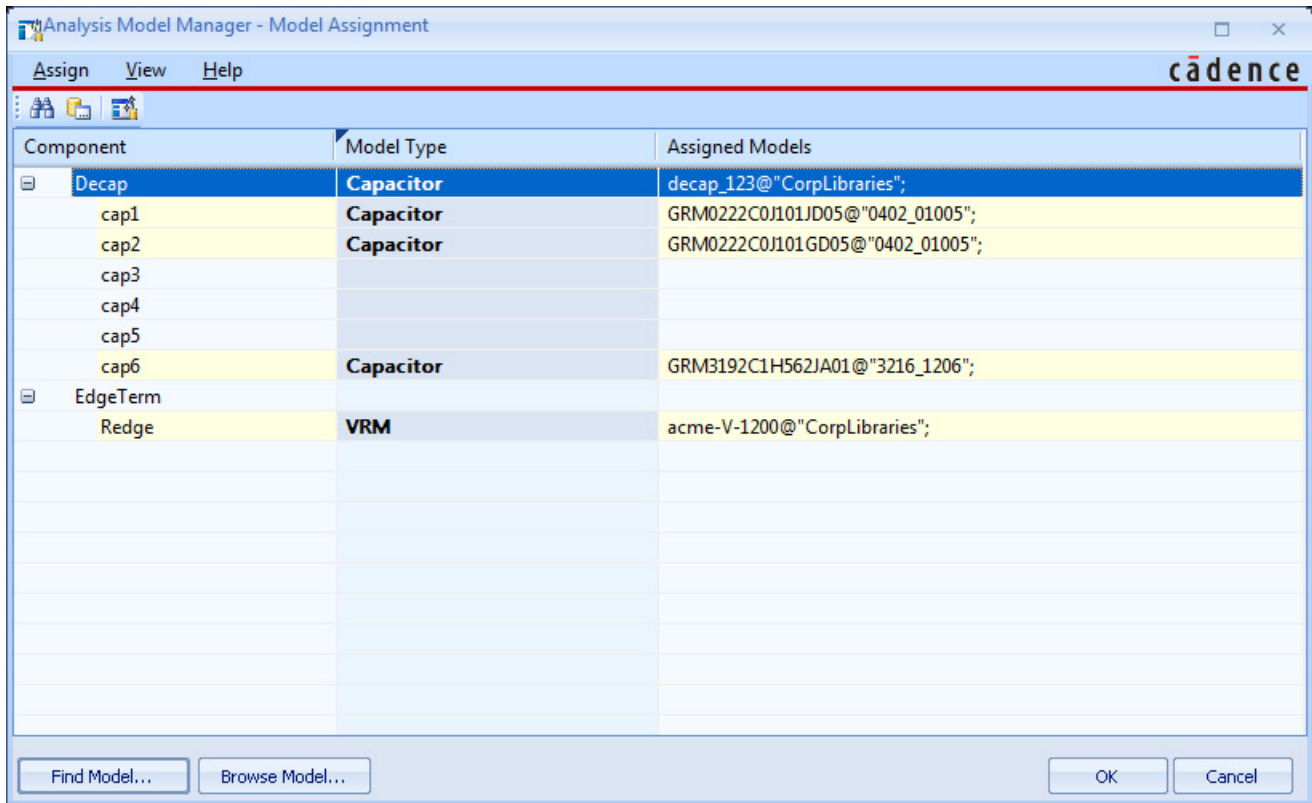 Analysis Model Manager - Model Assignment
Assign View Help
cādence
Component Model Type Assigned Models
Decap Capacitor decap_123@"CorpLibraries";
cap1 Capacitor GRM0222C0J101JD05@"0402_01005";
cap2 Capacitor GRM0222C0J101GD05@"0402_01005";
cap3
cap4
cap5
cap6 Capacitor GRM3192C1H562JA01@"3216_1206";
EdgeTerm
Redge VRM acme-V-1200@"CorpLibraries";
Find Model... Browse Model... OK Cancel